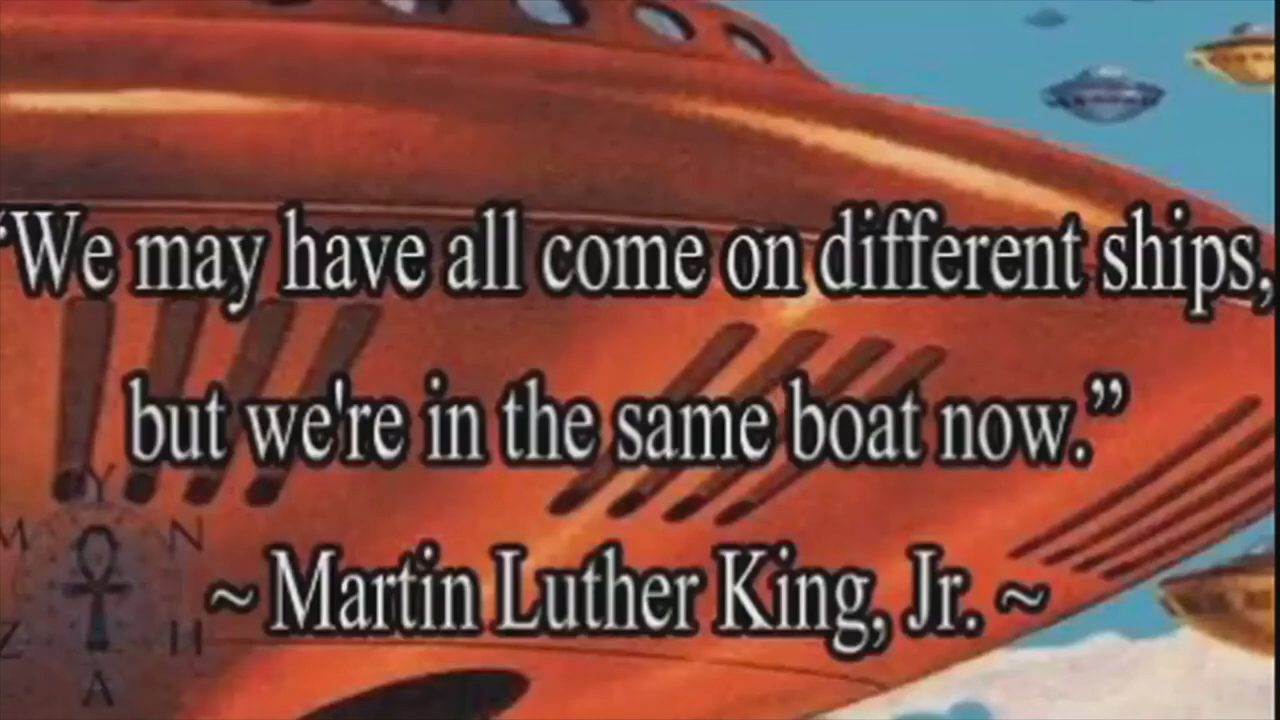 “We may have all come on different ships,
but we're in the same boat now.”
~ Martin Luther King, Jr. ~
Y
M N
Z H
A